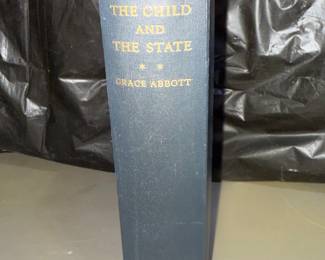 THE CHILD
AND
THE STATE
* *
GRACE ABBOTT